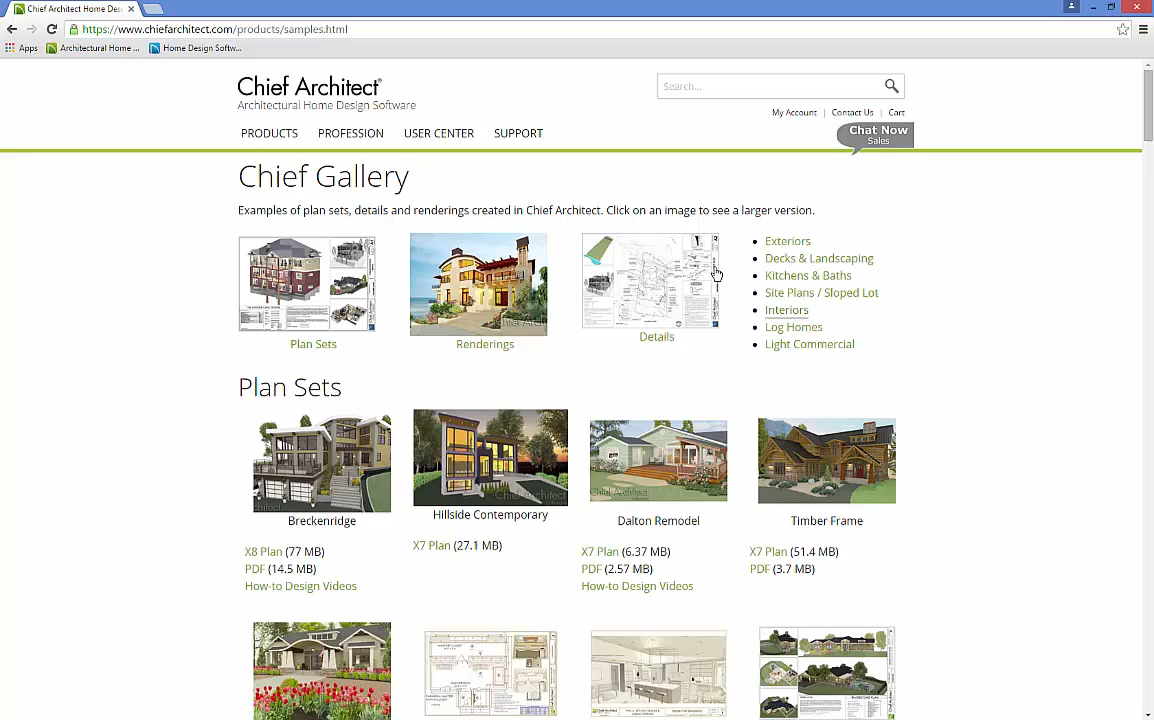 Chief Architect Home Des
https://www.chiefarchitect.com/products/samples.html
Apps Architectural Home ... Home Design Softw...
Chief Architect®
Architectural Home Design Software
Search...
My Account | Contact Us | Cart
PRODUCTS PROFESSION USER CENTER SUPPORT
Chat Now
Sales
Chief Gallery
Examples of plan sets, details and renderings created in Chief Architect. Click on an image to see a larger version.
Plan Sets
Renderings
Details
Exteriors
Decks & Landscaping
Kitchens & Baths
Site Plans / Sloped Lot
Interiors
Log Homes
Light Commercial
Plan Sets
Chief Architect
Chief Architect
Breckenridge
X8 Plan (77 MB)
PDF (14.5 MB)
How-to Design Videos
Hillside Contemporary
X7 Plan (27.1 MB)
Dalton Remodel
X7 Plan (6.37 MB)
PDF (2.57 MB)
How-to Design Videos
Timber Frame
X7 Plan (51.4 MB)
PDF (3.7 MB)